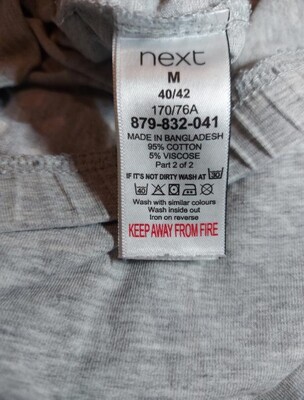 next
M
40/42
170/76A
879-832-041
MADE IN BANGLADESH
95% COTTON
5% VISCOSE
Part 2 of 2
IF IT'S NOT DIRTY WASH AT 30
40
Wash with similar colours
Wash inside out
Iron on reverse
KEEP AWAY FROM FIRE